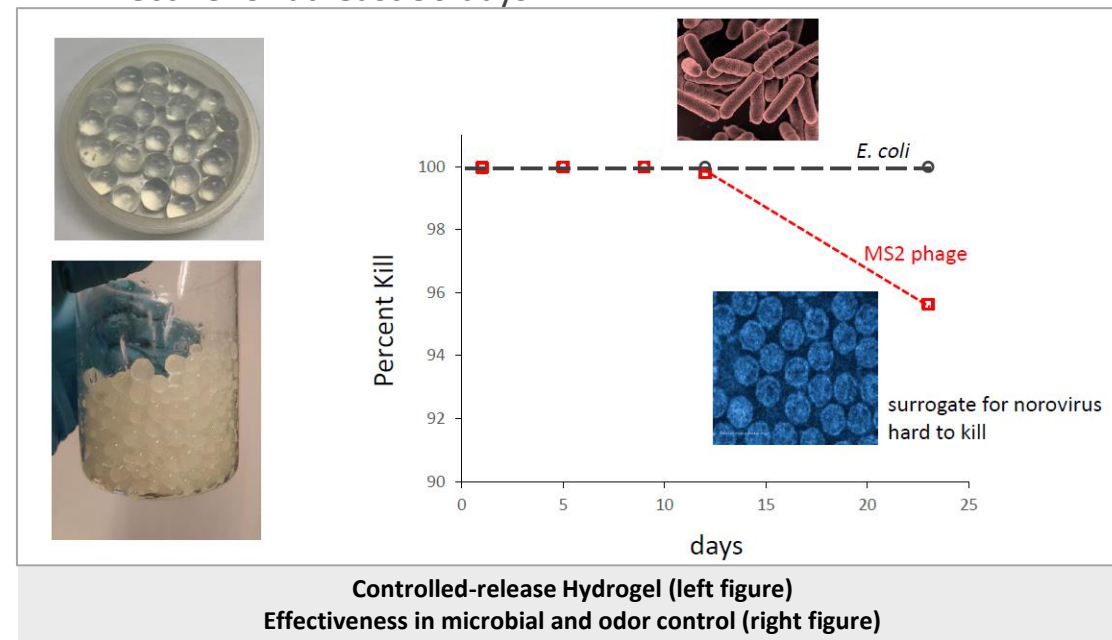 E. coli
100
98
96
94
92
90
Percent Kill
MS2 phage
surrogate for norovirus
hard to kill
0 5 10 15 20 25
days
Controlled-release Hydrogel (left figure)
Effectiveness in microbial and odor control (right figure)